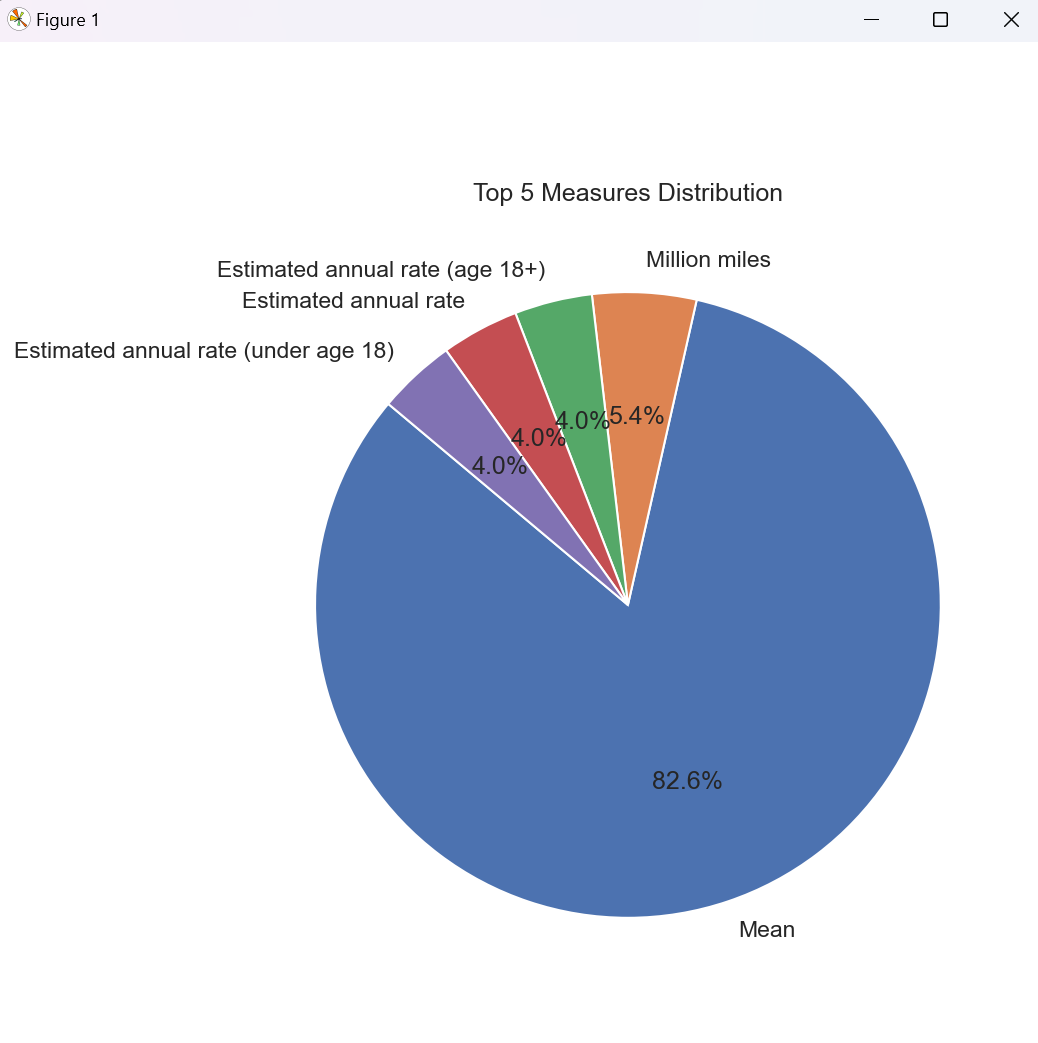 Figure 1
Top 5 Measures Distribution
Million miles
Estimated annual rate (age 18+)
Estimated annual rate
Estimated annual rate (under age 18)
5.4%
4.0%
4.0%
4.0%
82.6%
Mean